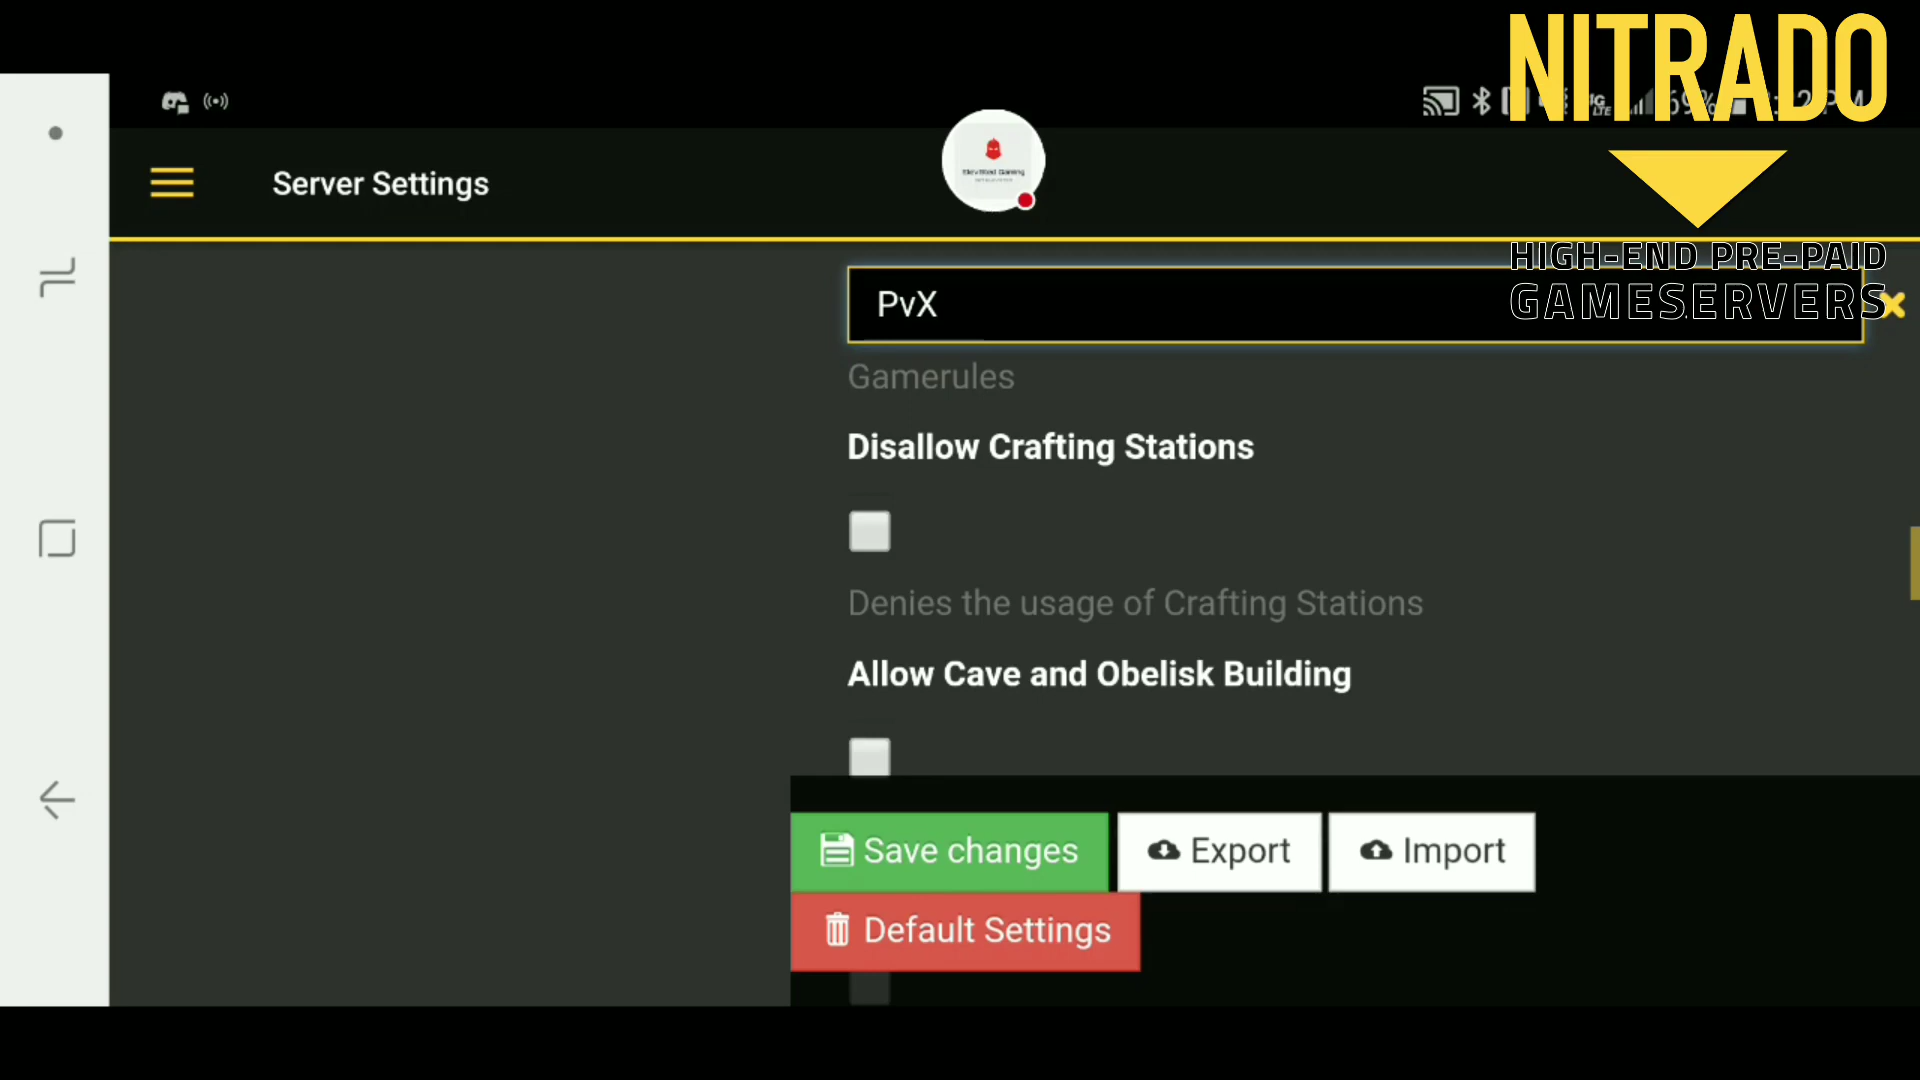 NITRADO
HIGH-END PRE-PAID
GAMESERVERS
Server Settings
PvX
Gamerules
Disallow Crafting Stations
Denies the usage of Crafting Stations
Allow Cave and Obelisk Building
Save changes
Export
Import
Default Settings